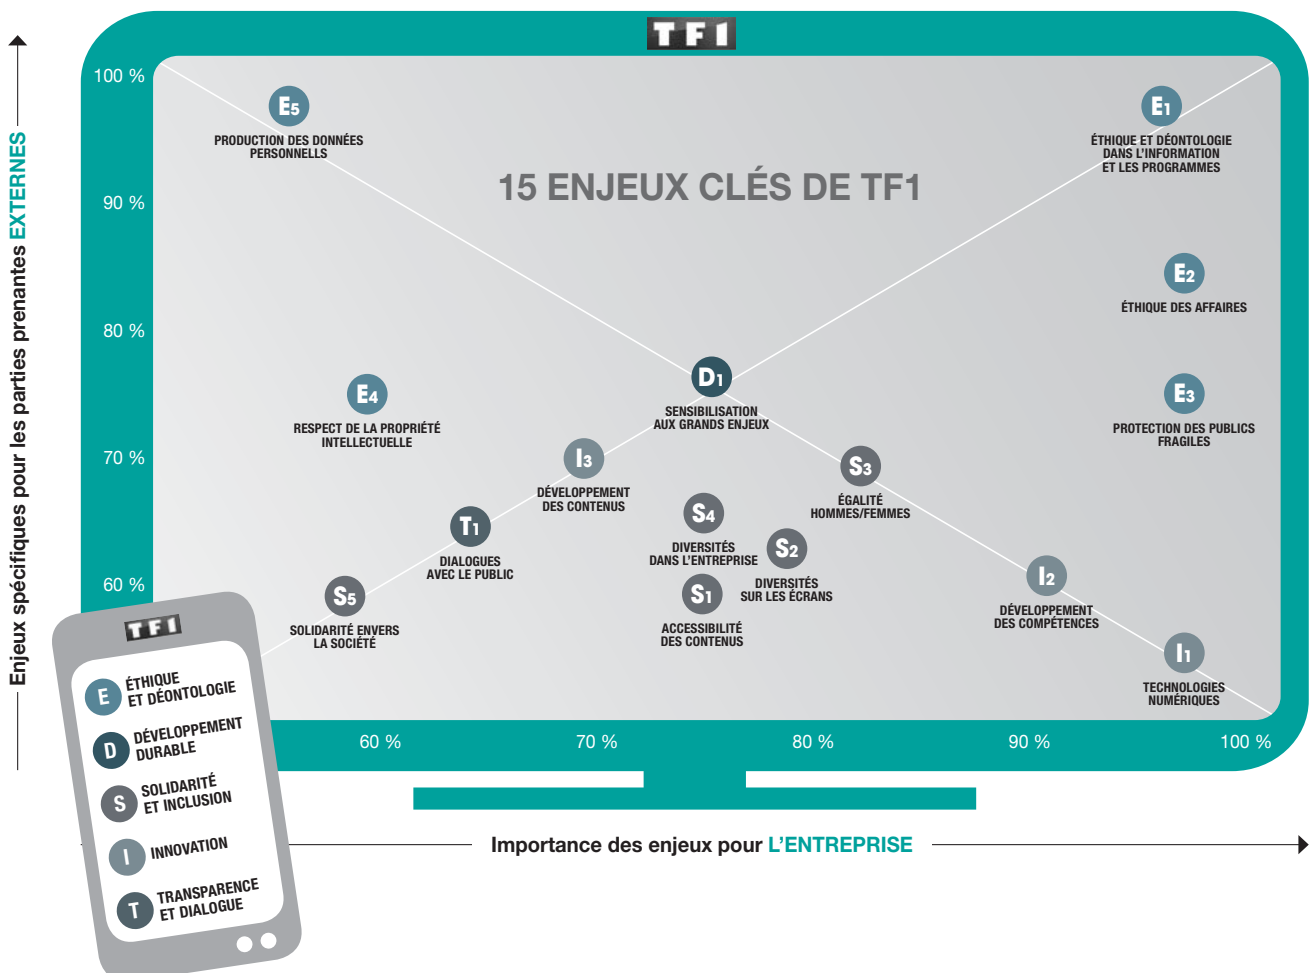 TF1
Enjeux spécifiques pour les parties prenantes EXTERNES
100 %
90 %
80 %
70 %
60 %
15 ENJEUX CLÉS DE TF1
E5
PRODUCTION DES DONNÉES
PERSONNELLS
E1
ÉTHIQUE ET DÉONTOLOGIE
DANS L'INFORMATION
ET LES PROGRAMMES
E2
ÉTHIQUE DES AFFAIRES
D1
SENSIBILISATION
AUX GRANDS ENJEUX
E4
RESPECT DE LA PROPRIÉTÉ
INTELLECTUELLE
E3
PROTECTION DES PUBLICS
FRAGILES
I3
DÉVELOPPEMENT
DES CONTENUS
S3
ÉGALITÉ
HOMMES/FEMMES
S4
DIVERSITÉS
DANS L'ENTREPRISE
T1
DIALOGUES
AVEC LE PUBLIC
S2
DIVERSITÉS
SUR LES ÉCRANS
I2
DÉVELOPPEMENT
DES COMPÉTENCES
S5
SOLIDARITÉ ENVERS
LA SOCIÉTÉ
S1
ACCESSIBILITÉ
DES CONTENUS
I1
TECHNOLOGIES
NUMÉRIQUES
60 %
70 %
80 %
90 %
100 %
Importance des enjeux pour L'ENTREPRISE
TF1
E ÉTHIQUE
ET DÉONTOLOGIE
D DÉVELOPPEMENT
DURABLE
S SOLIDARITÉ
ET INCLUSION
I INNOVATION
T TRANSPARENCE
ET DIALOGUE